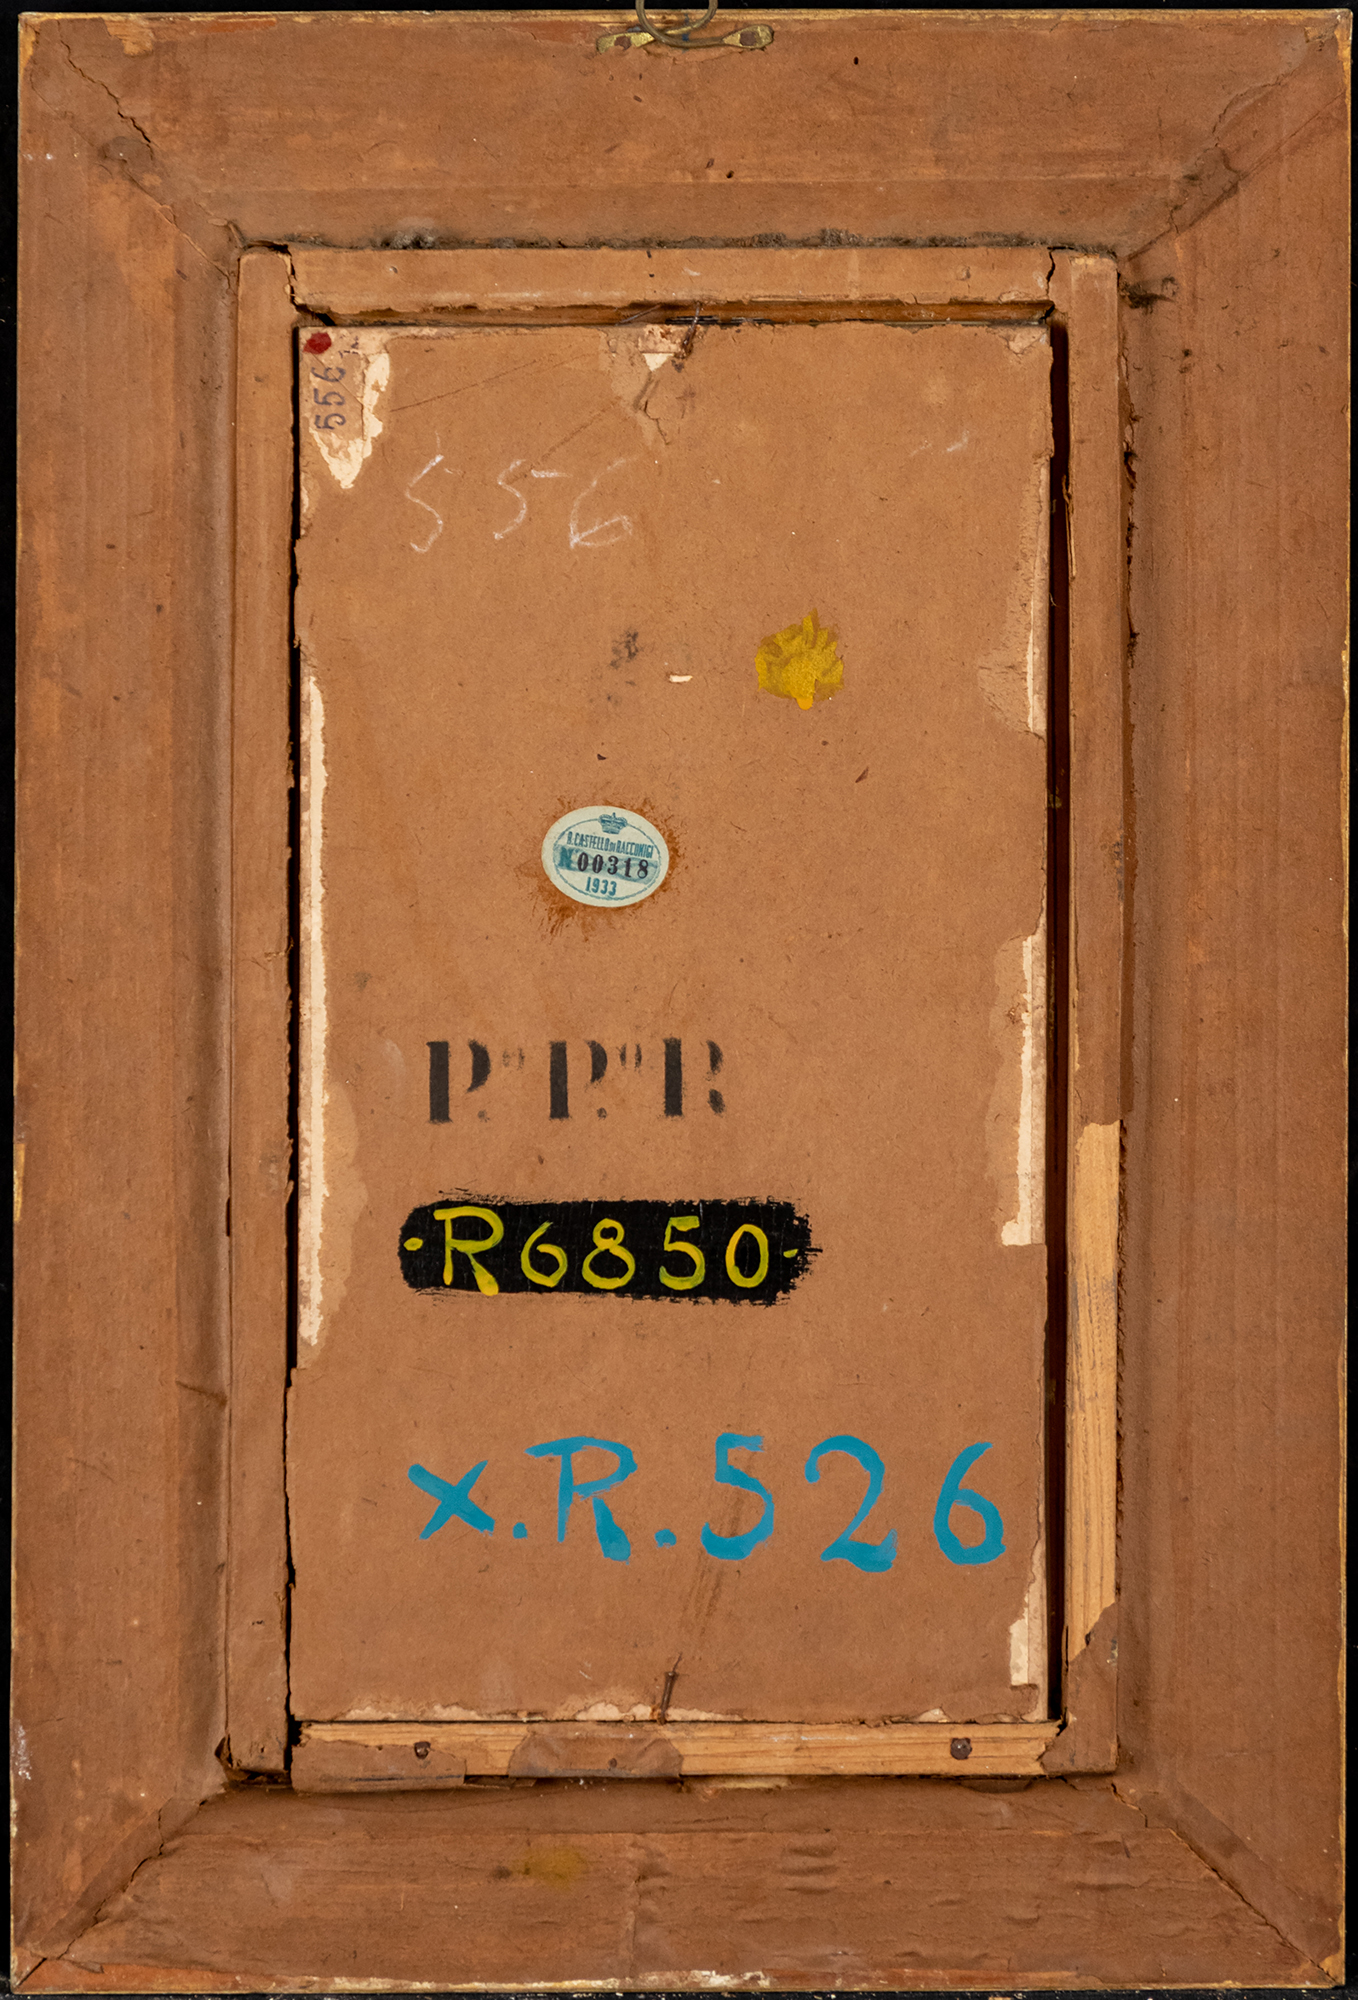 556
556
R. CASTELLO DI RACCONIGI
N. 00318
1933
P.º P.º R
·R6850·
x.R.526